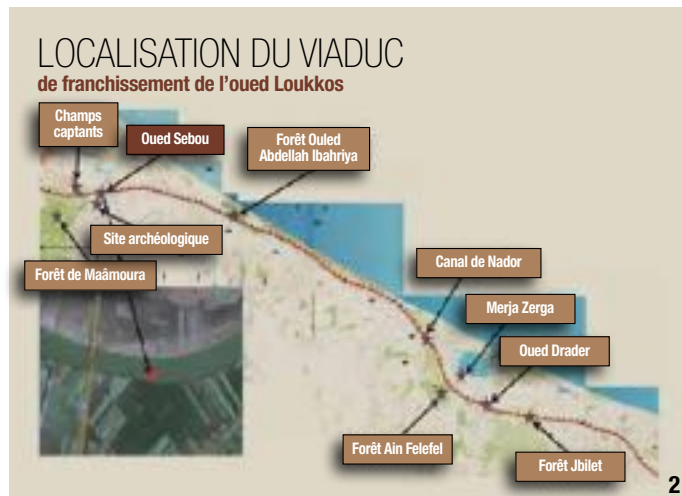 LOCALISATION DU VIADUC
de franchissement de l'oued Loukkos
Champs
captants
Oued Sebou
Forêt Ouled
Abdellah Ibahriya
Site archéologique
Forêt de Maâmoura
Canal de Nador
Merja Zerga
Oued Drader
Forêt Ain Felefel
Forêt Jbilet
2